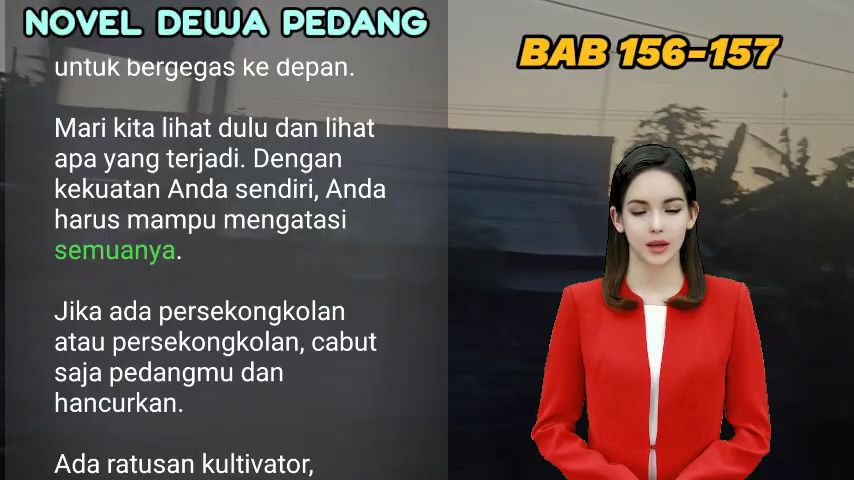 NOVEL DEWA PEDANG
BAB 156-157
untuk bergegas ke depan.
Mari kita lihat dulu dan lihat
apa yang terjadi. Dengan
kekuatan Anda sendiri, Anda
harus mampu mengatasi
semuanya.
Jika ada persekongkolan
atau persekongkolan, cabut
saja pedangmu dan
hancurkan.
Ada ratusan kultivator,